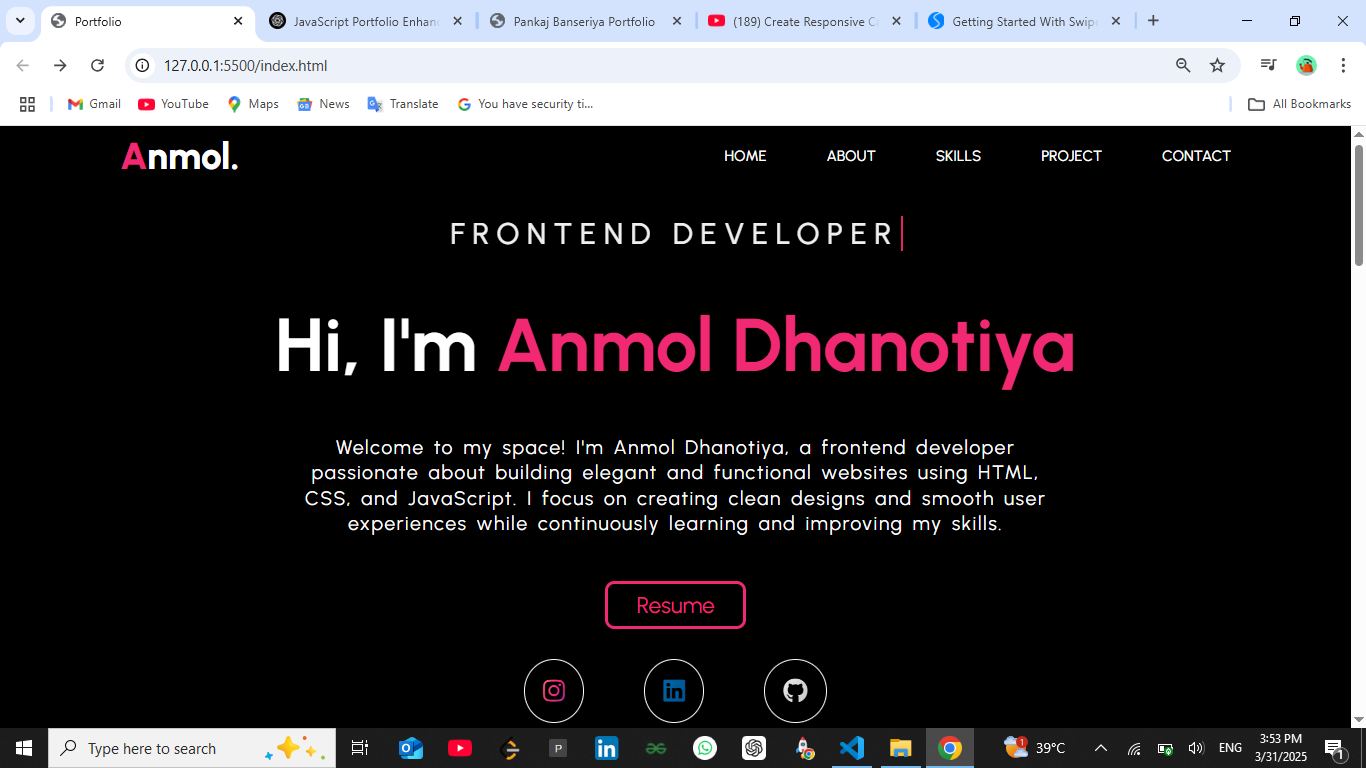 Portfolio
JavaScript Portfolio Enhan
Pankaj Banseriya Portfolio
(189) Create Responsive C
Getting Started With Swip
127.0.0.1:5500/index.html
Gmail
YouTube
Maps
News
Translate
You have security ti...
All Bookmarks
Anmol.
HOME
ABOUT
SKILLS
PROJECT
CONTACT
FRONTEND DEVELOPER
Hi, I'm Anmol Dhanotiya
Welcome to my space! I'm Anmol Dhanotiya, a frontend developer
passionate about building elegant and functional websites using HTML,
CSS, and JavaScript. I focus on creating clean designs and smooth user
experiences while continuously learning and improving my skills.
Resume
Type here to search
39°C
ENG
3:53 PM
3/31/2025